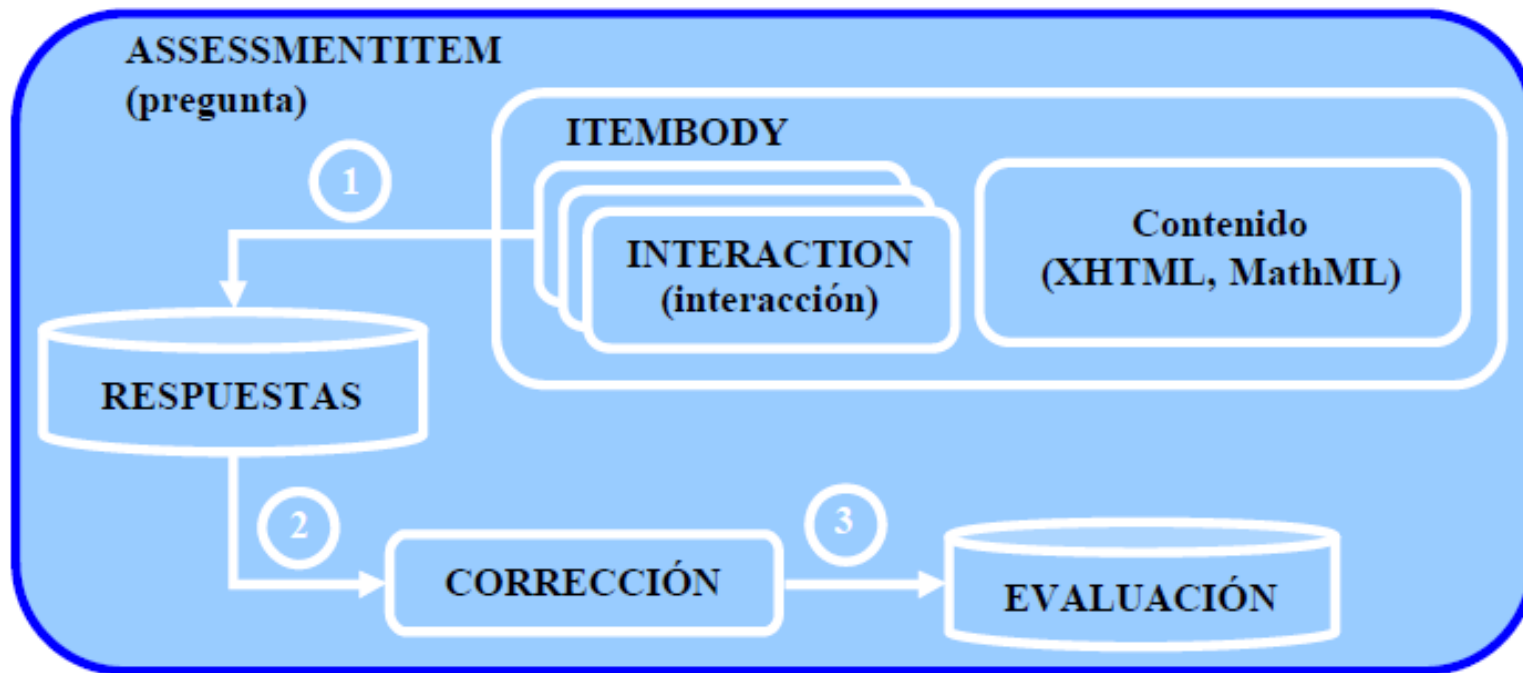 ASSESSMENTITEM
(pregunta)
ITEMBODY
1
INTERACTION
(interacción)
Contenido
(XHTML, MathML)
RESPUESTAS
2
CORRECCIÓN
3
EVALUACIÓN